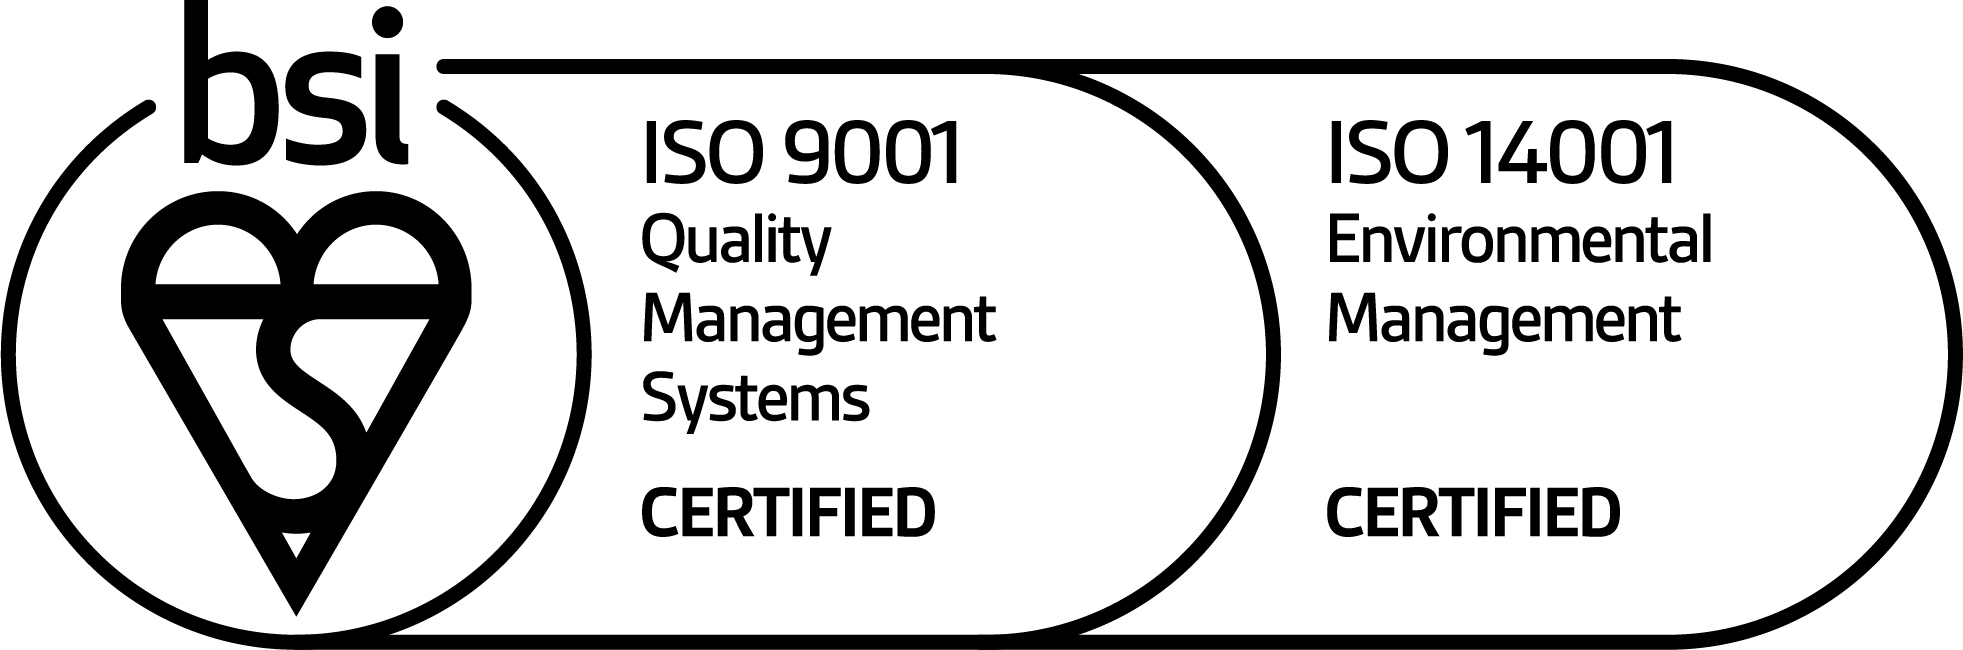 bsi
ISO 9001
Quality
Management
Systems
CERTIFIED
ISO 14001
Environmental
Management
CERTIFIED